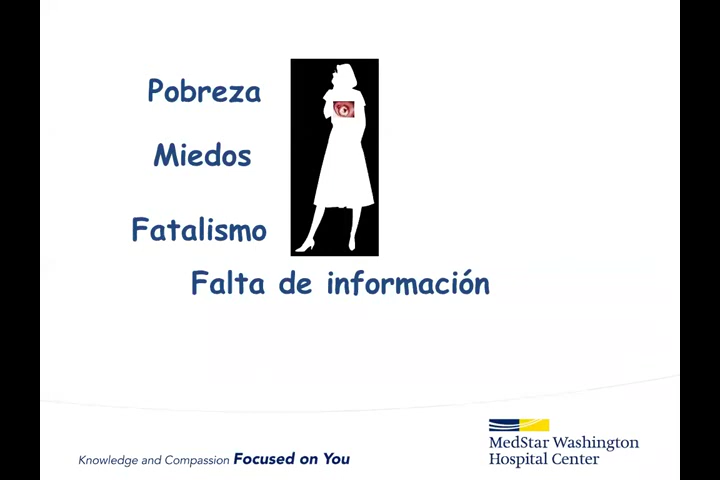 Pobreza
Miedos
Fatalismo
Falta de información
Knowledge and Compassion Focused on You
MedStar Washington
Hospital Center